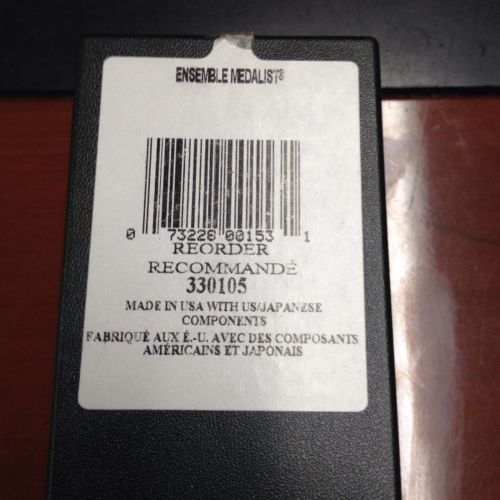 ENSEMBLE MEDALIST®
0 73228 00153 1
REORDER
RECOMMANDÉ
330105
MADE IN USA WITH US/JAPANESE
COMPONENTS
FABRIQUÉ AUX É.-U. AVEC DES COMPOSANTS
AMÉRICAINS ET JAPONAIS